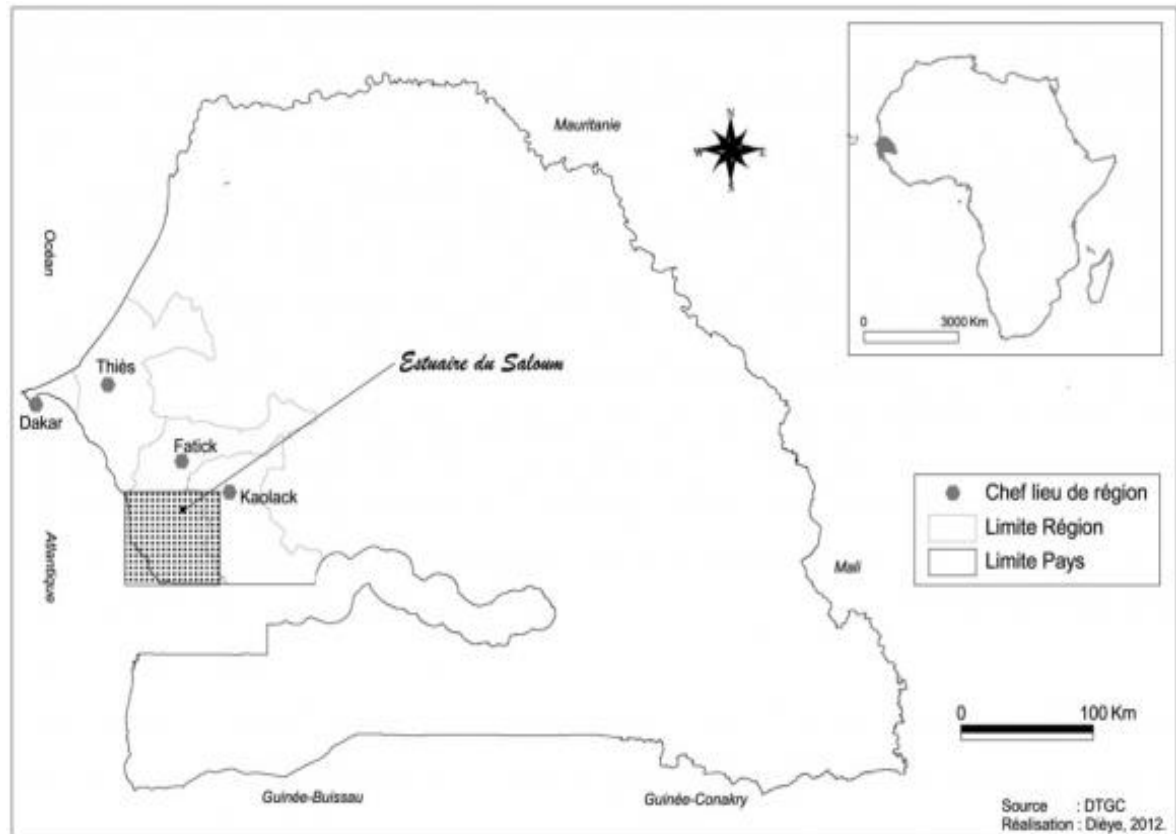 Mauritanie
N
W
E
S
Océan
0
3000 Km
Thiès
Estuaire du Saloum
Dakar
Fatick
Kaolack
Chef lieu de région
Limite Région
Limite Pays
Atlantique
Mali
0
100 Km
Guinée-Buissau
Guinée-Conakry
Source : DTGC
Réalisation : Dièye, 2012.